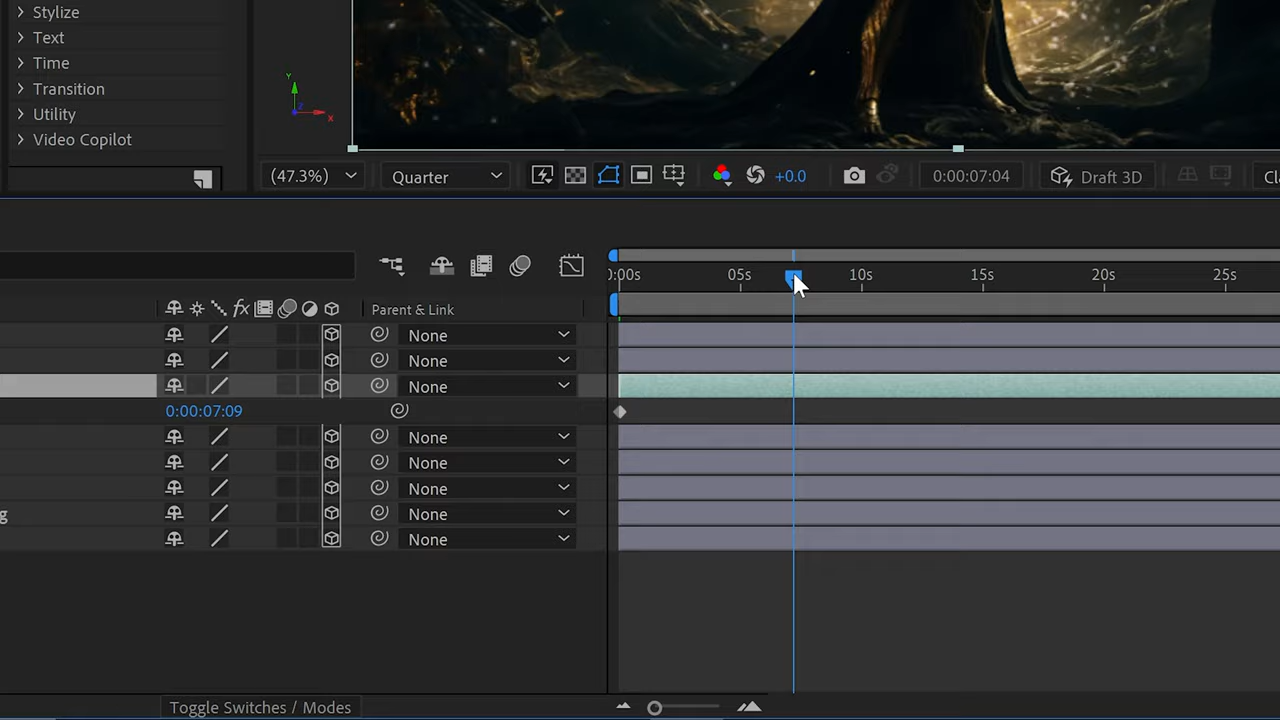 Stylize
Text
Time
Transition
Utility
Video Copilot
Y
Z
X
(47.3%)
Quarter
+0.0
0:00:07:04
Draft 3D
Cla
):00s
05s
10s
15s
20s
25s
fx
Parent & Link
None
None
None
0:00:07:09
None
None
None
g
None
None
Toggle Switches / Modes